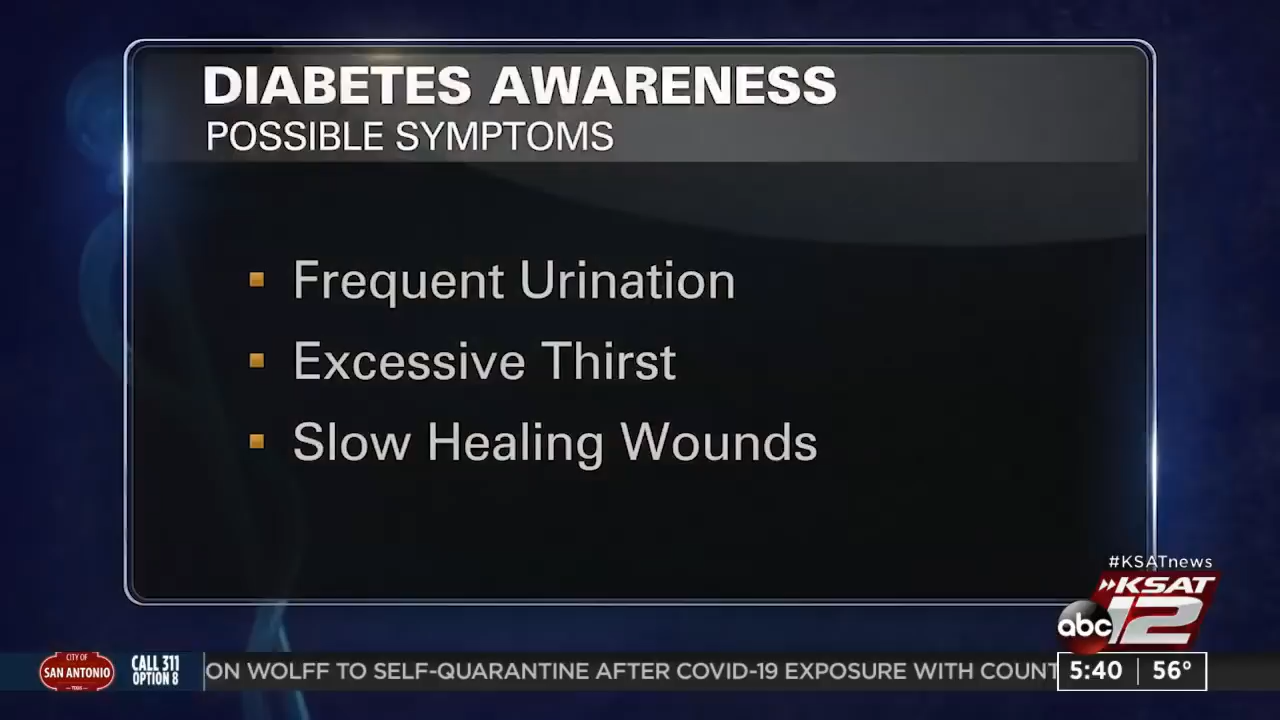 DIABETES AWARENESS
POSSIBLE SYMPTOMS
Frequent Urination
Excessive Thirst
Slow Healing Wounds
#KSATnews
KSAT
abc 12
CITY OF
SAN ANTONIO
TEXAS
CALL 311
OPTION 8
ON WOLFF TO SELF-QUARANTINE AFTER COVID-19 EXPOSURE WITH COUNT
5:40 56°